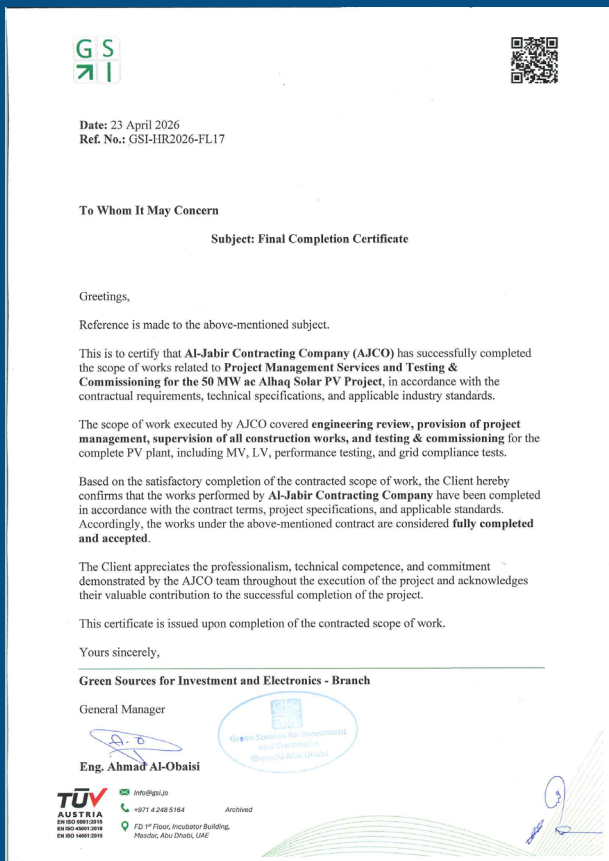 G S
I
Date: 23 April 2026
Ref. No.: GSI-HR2026-FL17
To Whom It May Concern
Subject: Final Completion Certificate
Greetings,
Reference is made to the above-mentioned subject.
This is to certify that Al-Jabir Contracting Company (AJCO) has successfully completed
the scope of works related to Project Management Services and Testing &
Commissioning for the 50 MW ac Alhaq Solar PV Project, in accordance with the
contractual requirements, technical specifications, and applicable industry standards.
The scope of work executed by AJCO covered engineering review, provision of project
management, supervision of all construction works, and testing & commissioning for the
complete PV plant, including MV, LV, performance testing, and grid compliance tests.
Based on the satisfactory completion of the contracted scope of work, the Client hereby
confirms that the works performed by Al-Jabir Contracting Company have been completed
in accordance with the contract terms, project specifications, and applicable standards.
Accordingly, the works under the above-mentioned contract are considered fully completed
and accepted.
The Client appreciates the professionalism, technical competence, and commitment
demonstrated by the AJCO team throughout the execution of the project and acknowledges
their valuable contribution to the successful completion of the project.
This certificate is issued upon completion of the contracted scope of work.
Yours sincerely,
Green Sources for Investment and Electronics - Branch
General Manager
Green Sources for Investment
and Electronics
(Branch) Abu Dhabi
A. O
Eng. Ahmad Al-Obaisi
TÜV
AUSTRIA
EN ISO 9001:2015
EN ISO 45001:2018
EN ISO 14001:2015
Info@gsi.jo
+971 4 248 5164
Archived
FD 1st Floor, Incubator Building,
Masdar, Abu Dhabi, UAE